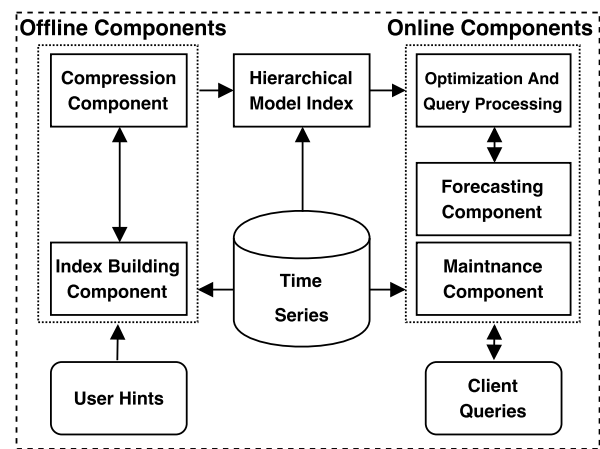 Offline Components
Online Components
Compression
Component
Hierarchical
Model Index
Optimization And
Query Processing
Forecasting
Component
Index Building
Component
Time
Series
Maintnance
Component
User Hints
Client
Queries